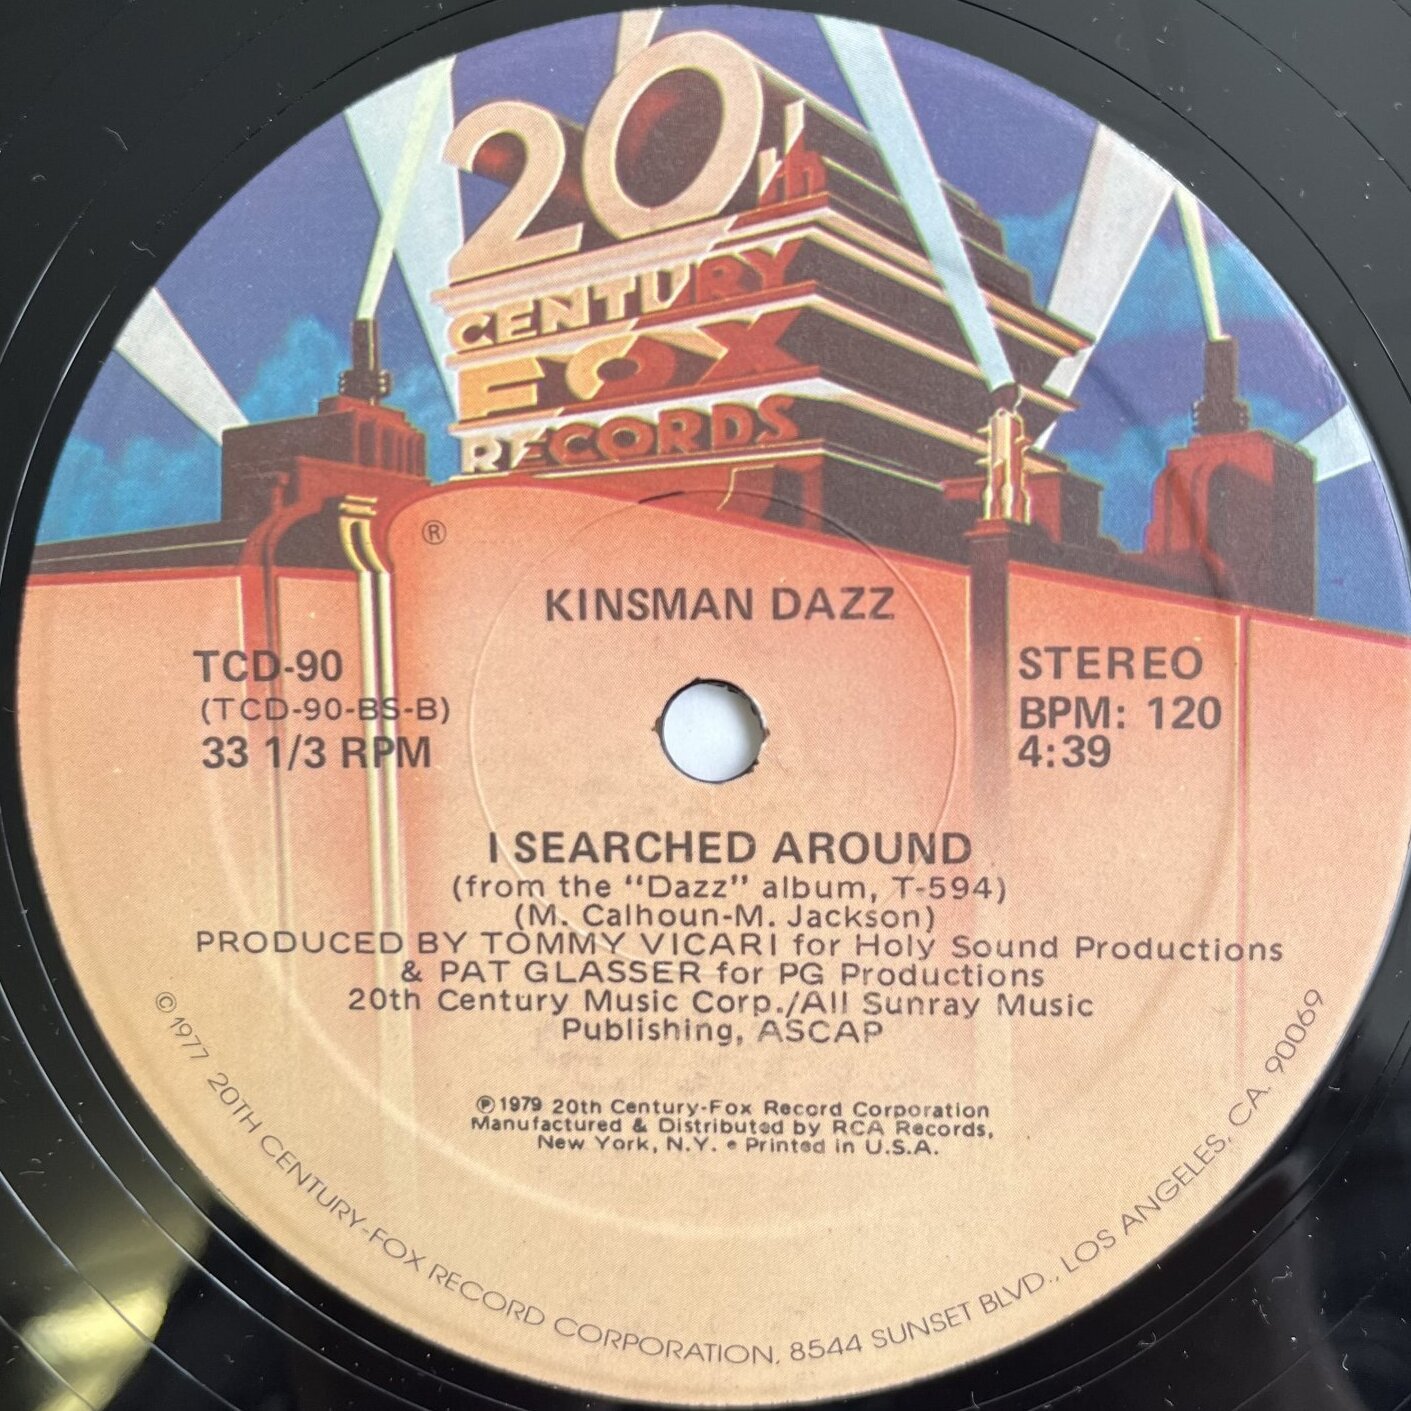 20th
CENTURY
FOX
RECORDS
®
KINSMAN DAZZ
TCD-90
(TCD-90-BS-B)
33 1/3 RPM
STEREO
BPM: 120
4:39
I SEARCHED AROUND
(from the "Dazz" album, T-594)
(M. Calhoun-M. Jackson)
PRODUCED BY TOMMY VICARI for Holy Sound Productions
& PAT GLASSER for PG Productions
20th Century Music Corp./All Sunray Music
Publishing, ASCAP
℗1979 20th Century-Fox Record Corporation
Manufactured & Distributed by RCA Records,
New York, N.Y. • Printed in U.S.A.
©1977 20TH CENTURY-FOX RECORD CORPORATION, 8544 SUNSET BLVD., LOS ANGELES, CA. 90069